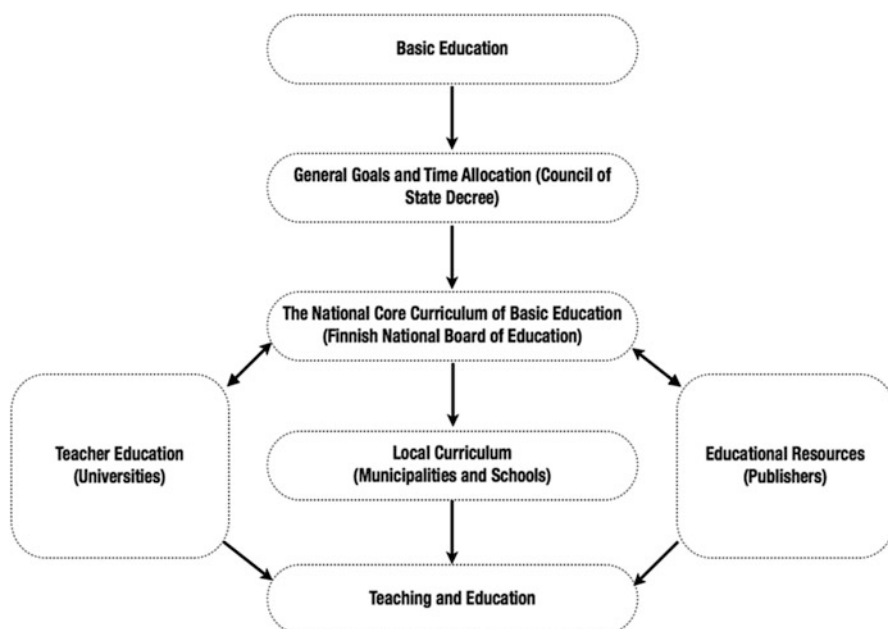 Basic Education
General Goals and Time Allocation (Council of
State Decree)
The National Core Curriculum of Basic Education
(Finnish National Board of Education)
Teacher Education
(Universities)
Local Curriculum
(Municipalities and Schools)
Educational Resources
(Publishers)
Teaching and Education